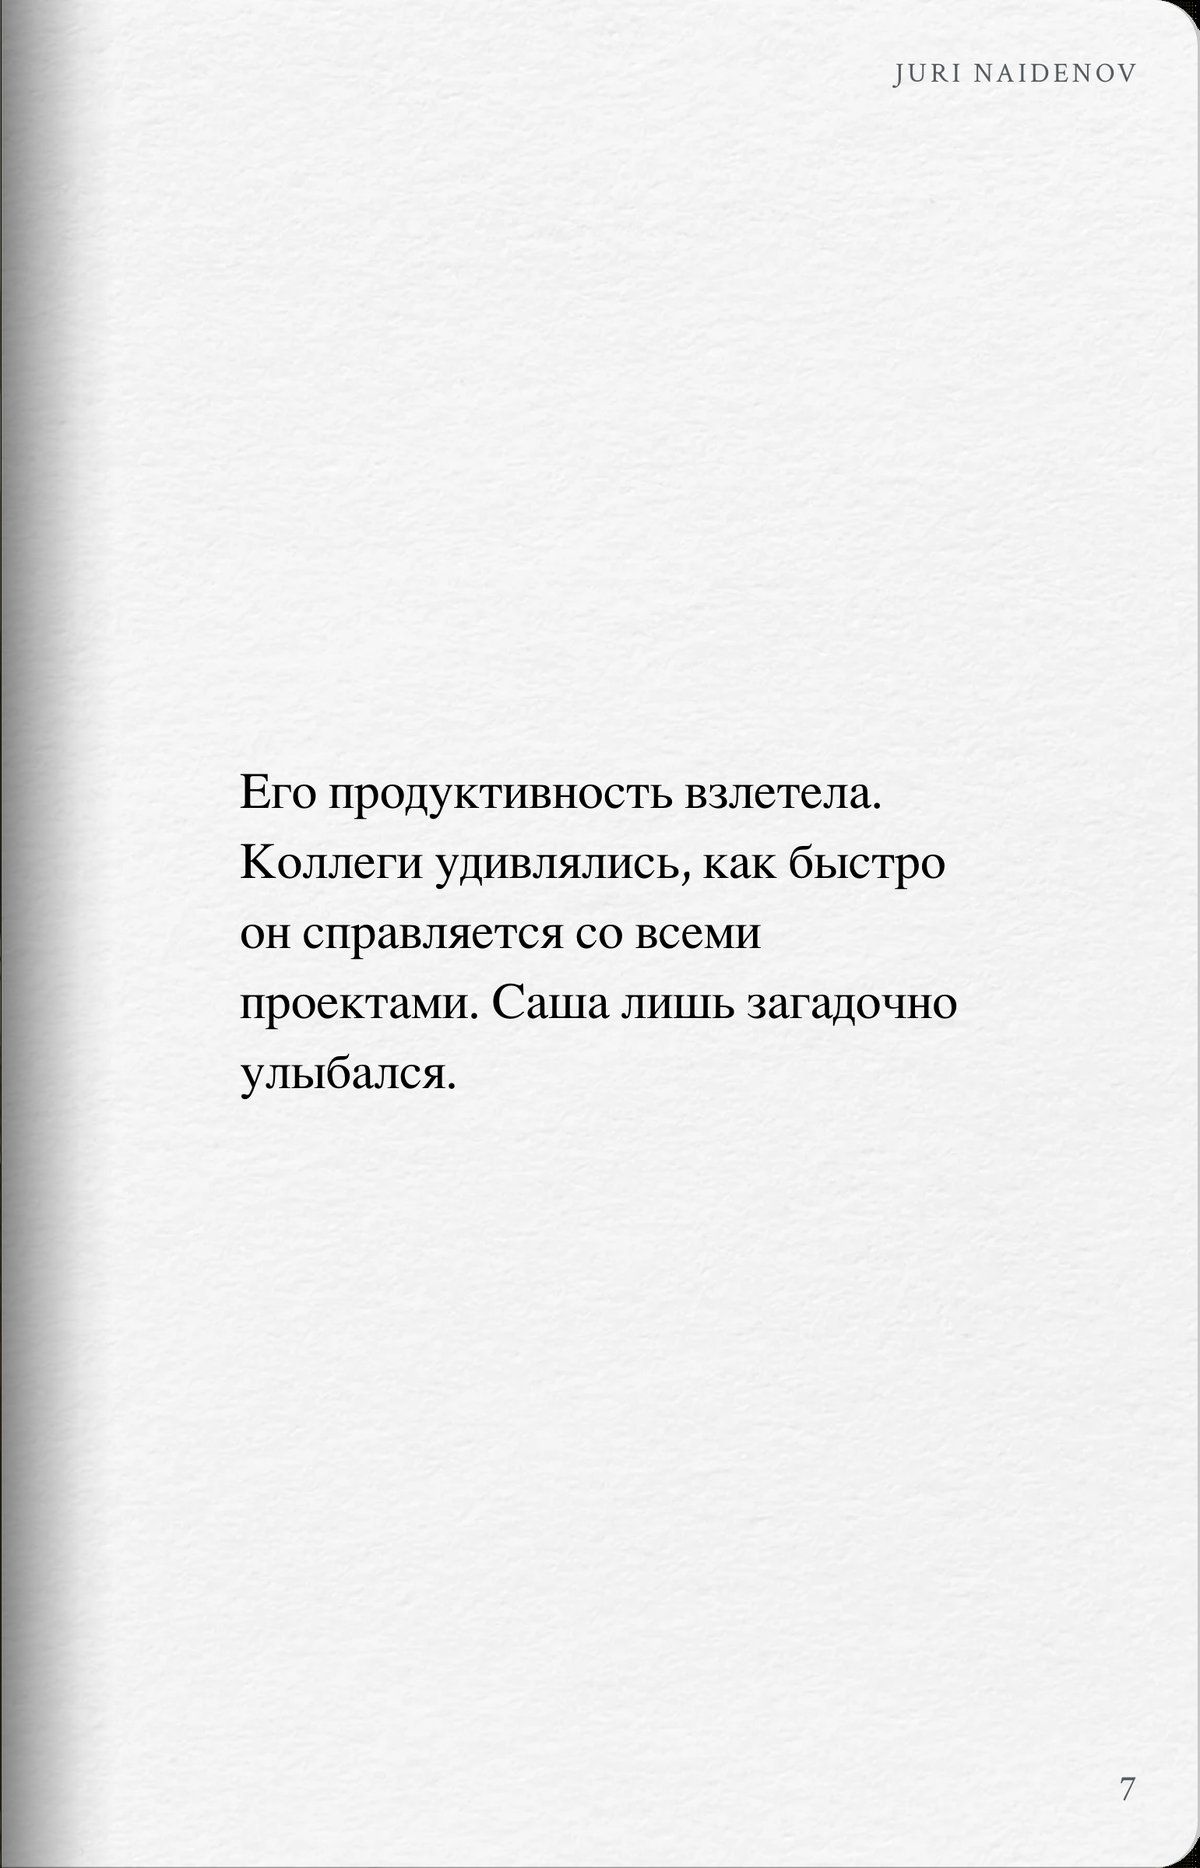 JURI NAIDENOV
Его продуктивность взлетела.
Коллеги удивлялись, как быстро
он справляется со всеми
проектами. Саша лишь загадочно
улыбался.
7